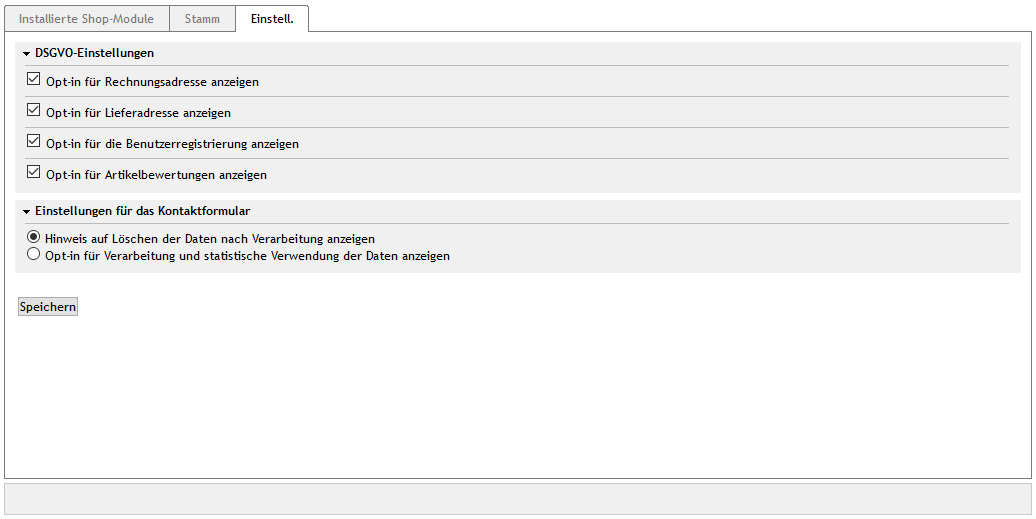 Installierte Shop-Module Stamm Einstell.
DSGVO-Einstellungen
Opt-in für Rechnungsadresse anzeigen
Opt-in für Lieferadresse anzeigen
Opt-in für die Benutzerregistrierung anzeigen
Opt-in für Artikelbewertungen anzeigen
Einstellungen für das Kontaktformular
Hinweis auf Löschen der Daten nach Verarbeitung anzeigen
Opt-in für Verarbeitung und statistische Verwendung der Daten anzeigen
Speichern